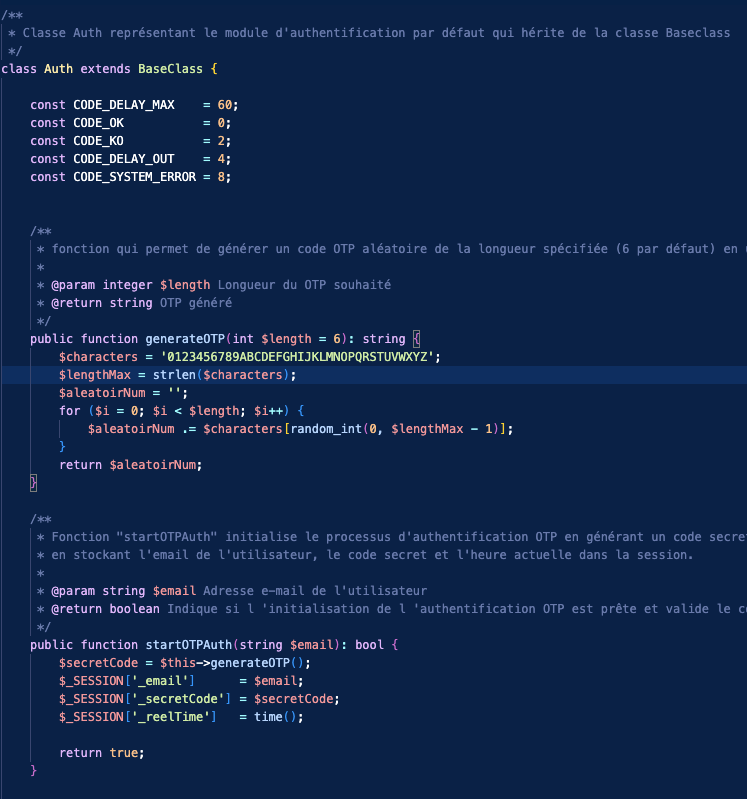 /**
 * Classe Auth représentant le module d'authentification par défaut qui hérite de la classe Baseclass
 */
class Auth extends BaseClass {
    const CODE_DELAY_MAX    = 60;
    const CODE_OK           = 0;
    const CODE_KO           = 2;
    const CODE_DELAY_OUT    = 4;
    const CODE_SYSTEM_ERROR = 8;
    /**
     * fonction qui permet de générer un code OTP aléatoire de la longueur spécifiée (6 par défaut) en
     *
     * @param integer $length Longueur du OTP souhaité
     * @return string OTP généré
     */
    public function generateOTP(int $length = 6): string {
        $characters = '0123456789ABCDEFGHIJKLMNOPQRSTUVWXYZ';
        $lengthMax = strlen($characters);
        $aleatoirNum = '';
        for ($i = 0; $i < $length; $i++) {
            $aleatoirNum .= $characters[random_int(0, $lengthMax - 1)];
        }
        return $aleatoirNum;
    }
    /**
     * Fonction "startOTPAuth" initialise le processus d'authentification OTP en générant un code secret
     * en stockant l'email de l'utilisateur, le code secret et l'heure actuelle dans la session.
     *
     * @param string $email Adresse e-mail de l'utilisateur
     * @return boolean Indique si l 'initialisation de l 'authentification OTP est prête et valide le
     */
    public function startOTPAuth(string $email): bool {
        $secretCode = $this->generateOTP();
        $_SESSION['_email']      = $email;
        $_SESSION['_secretCode'] = $secretCode;
        $_SESSION['_reelTime']   = time();
        return true;
    }